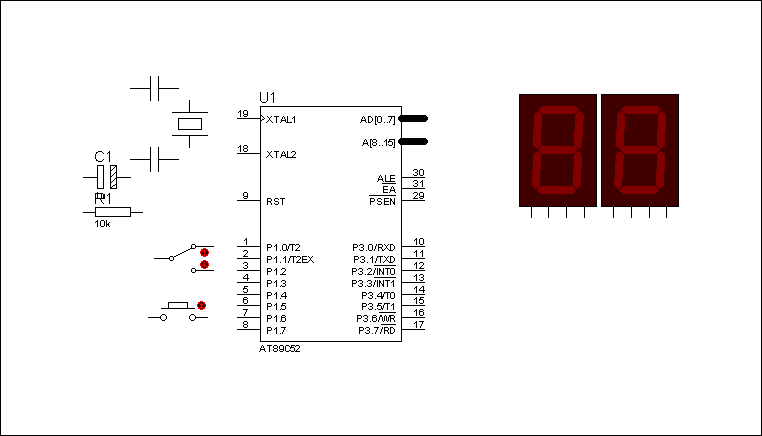 U1
19 XTAL1 AD[0..7]
A[8..15]
18 XTAL2
C1
ALE 30
EA 31
9 RST PSEN 29
R1
10k
1 P1.0/T2 P3.0/RXD 10
2 P1.1/T2EX P3.1/TXD 11
3 P1.2 P3.2/INT0 12
4 P1.3 P3.3/INT1 13
5 P1.4 P3.4/T0 14
6 P1.5 P3.5/T1 15
7 P1.6 P3.6/WR 16
8 P1.7 P3.7/RD 17
AT89C52